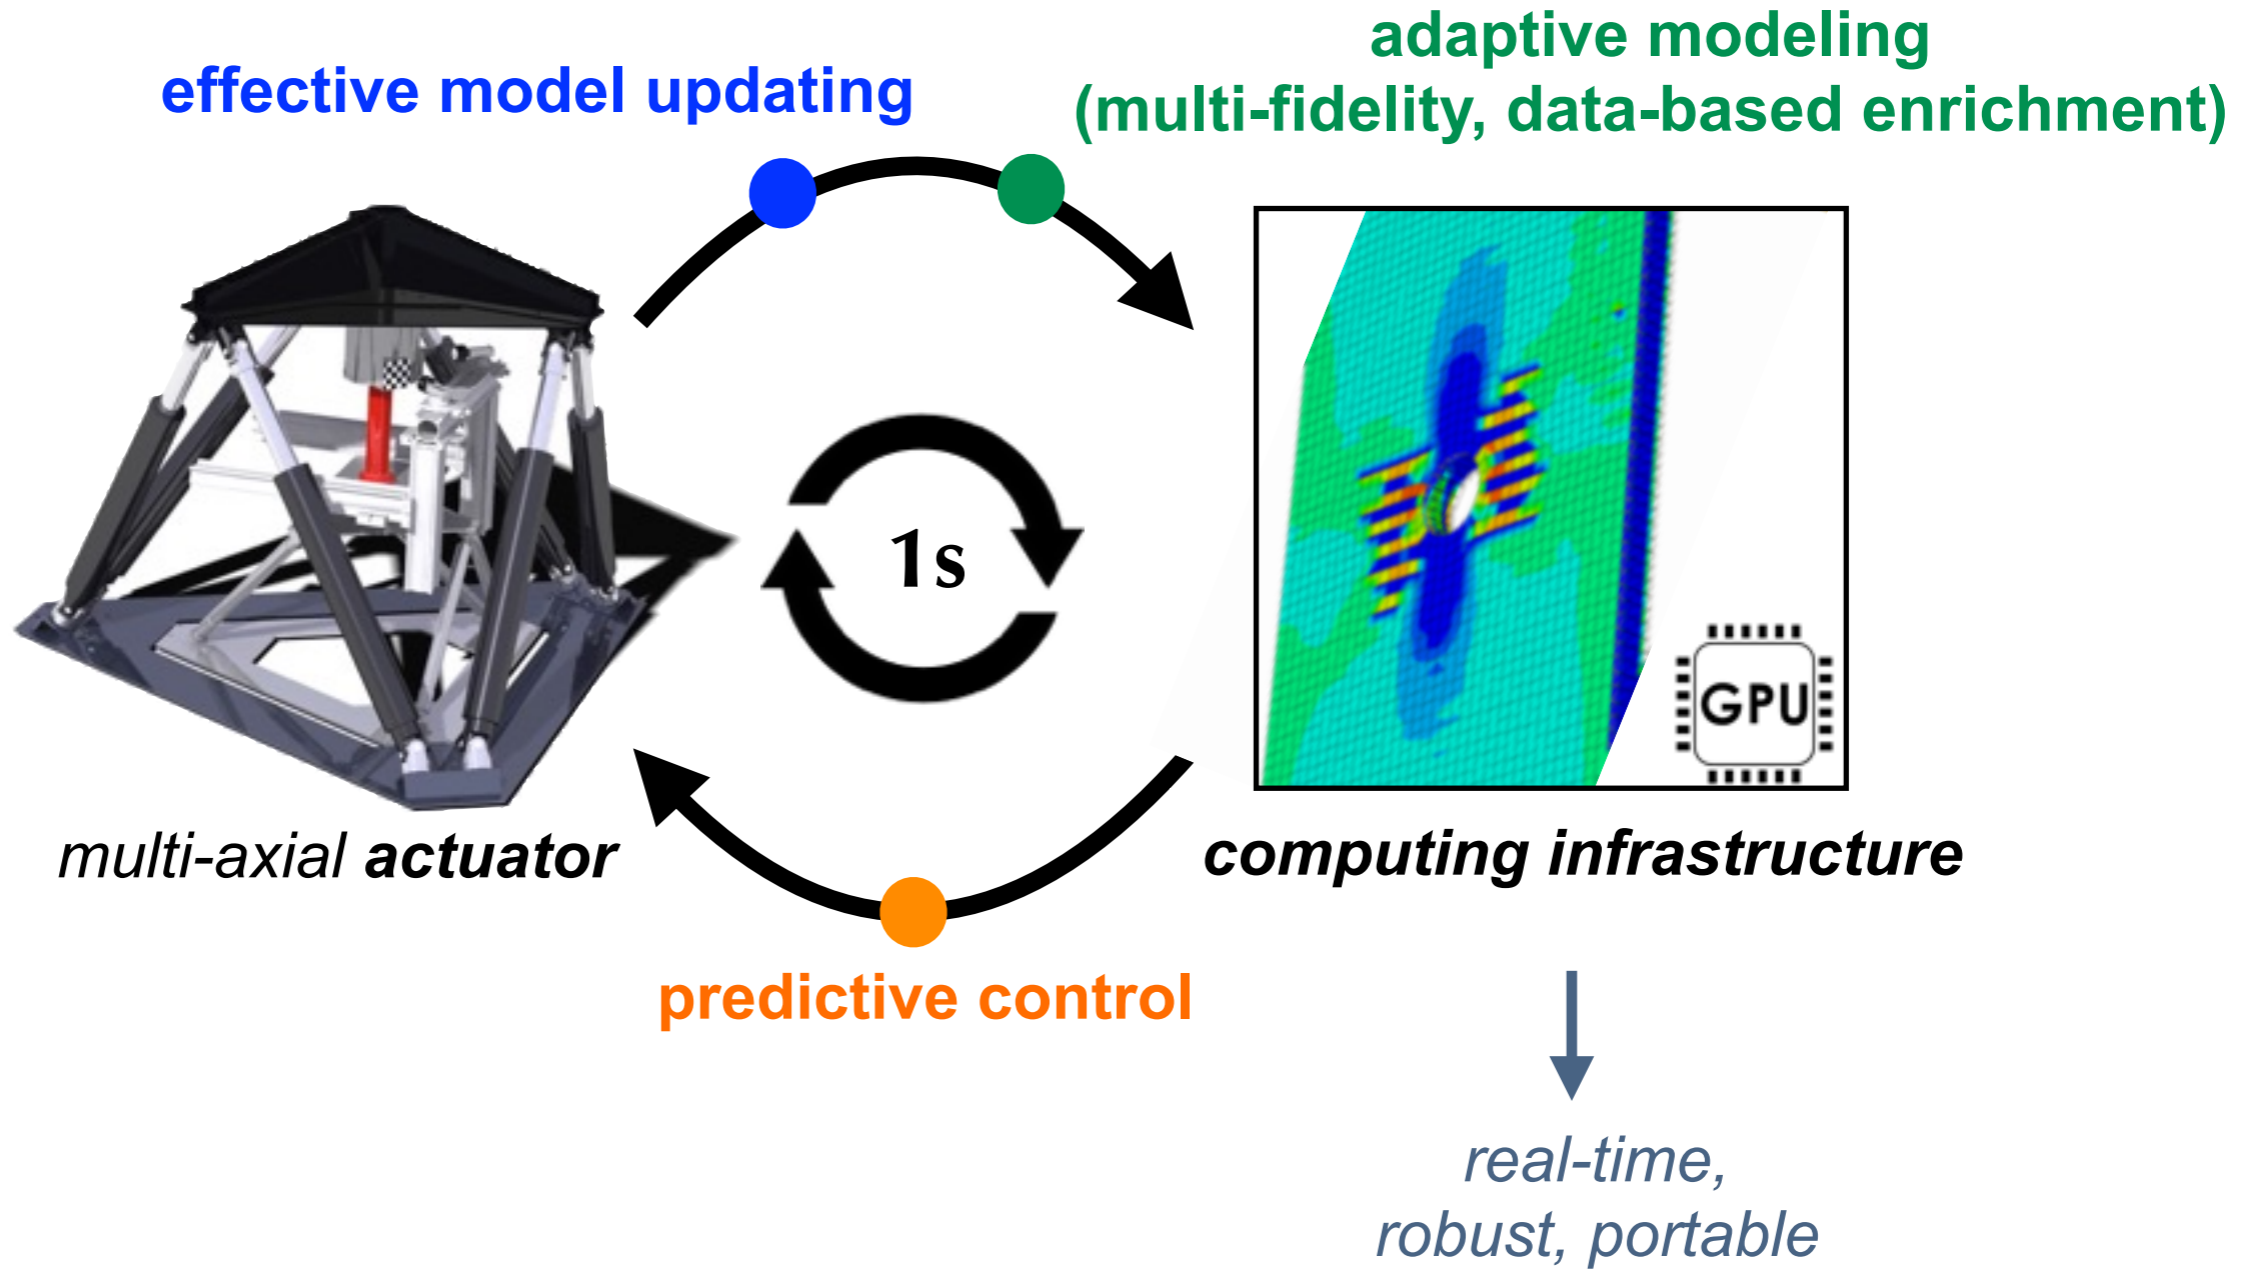 effective model updating
adaptive modeling
(multi-fidelity, data-based enrichment)
1s
GPU
multi-axial actuator
computing infrastructure
predictive control
real-time,
robust, portable